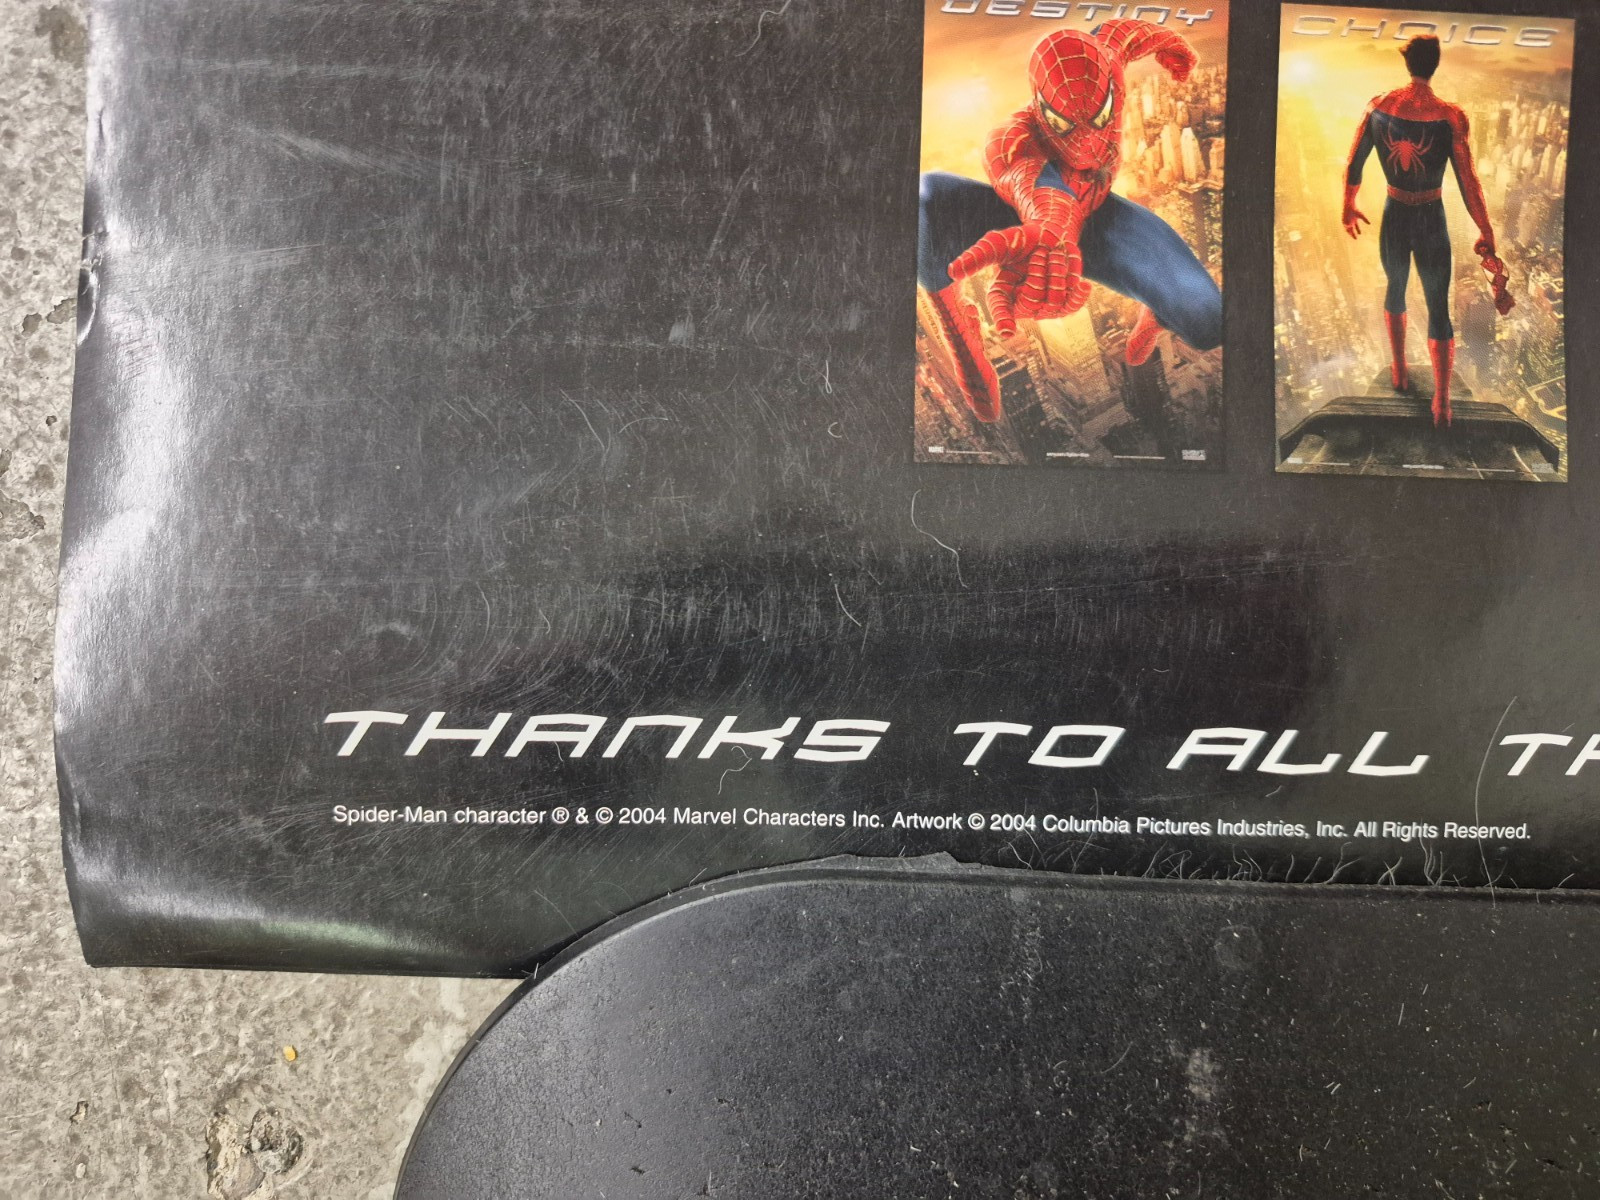 DESTINY
CHOICE
THANKS TO ALL
Spider-Man character ® & © 2004 Marvel Characters Inc. Artwork © 2004 Columbia Pictures Industries, Inc. All Rights Reserved.